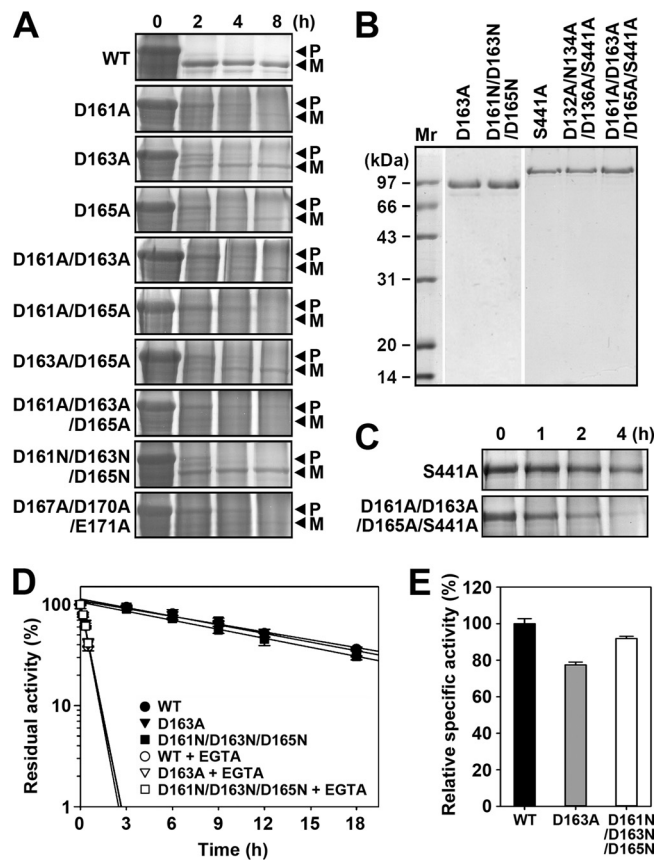 A
0 2 4 8 (h)
WT
P
M
D161A
P
M
D163A
P
M
D165A
P
M
D161A/D163A
P
M
D161A/D165A
P
M
D163A/D165A
P
M
D161A/D163A
/D165A
P
M
D161N/D163N
/D165N
P
M
D167A/D170A
/E171A
P
M
B
Mr
(kDa)
D163A
D161N/D163N
/D165N
S441A
D132A/N134A
/D136A/S441A
D161A/D163A
/D165A/S441A
97
66
43
31
20
14
C
0 1 2 4 (h)
S441A
D161A/D163A
/D165A/S441A
D
Residual activity (%)
100
10
1
WT
D163A
D161N/D163N/D165N
WT + EGTA
D163A + EGTA
D161N/D163N/D165N + EGTA
0 3 6 9 12 15 18
Time (h)
E
Relative specific activity (%)
120
100
80
60
40
20
0
WT D163A D161N
/D163N
/D165N